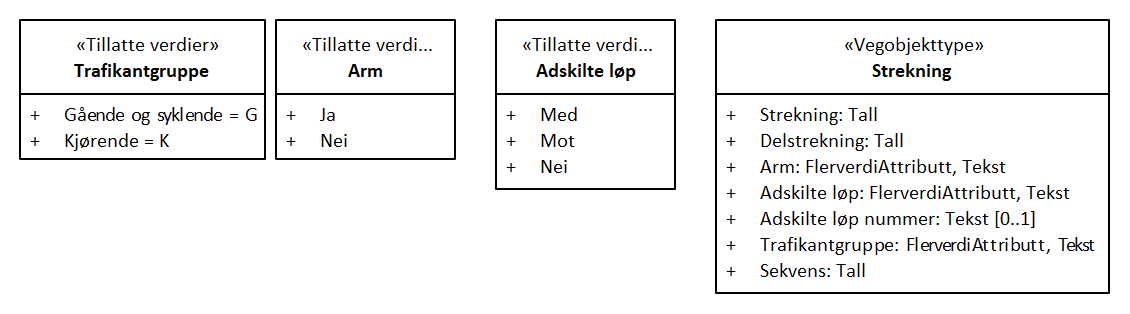 «Tillatte verdier»
Trafikantgruppe
+ Gående og syklende = G
+ Kjørende = K
«Tillatte verdi...
Arm
+ Ja
+ Nei
«Tillatte verdi...
Adskilte løp
+ Med
+ Mot
+ Nei
«Vegobjekttype»
Strekning
+ Strekning: Tall
+ Delstrekning: Tall
+ Arm: FlerverdiAttributt, Tekst
+ Adskilte løp: FlerverdiAttributt, Tekst
+ Adskilte løp nummer: Tekst [0..1]
+ Trafikantgruppe: FlerverdiAttributt, Tekst
+ Sekvens: Tall